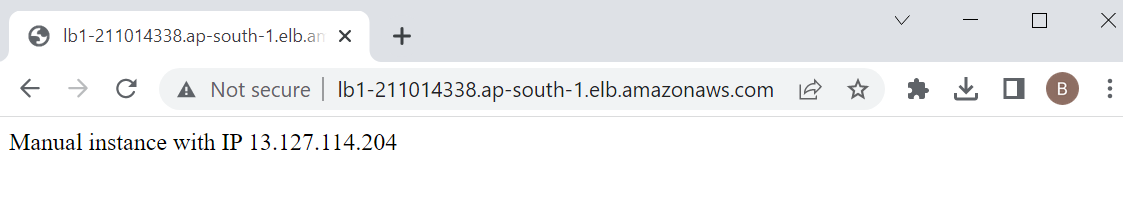 lb1-211014338.ap-south-1.elb.am
Not secure | lb1-211014338.ap-south-1.elb.amazonaws.com
B
Manual instance with IP 13.127.114.204